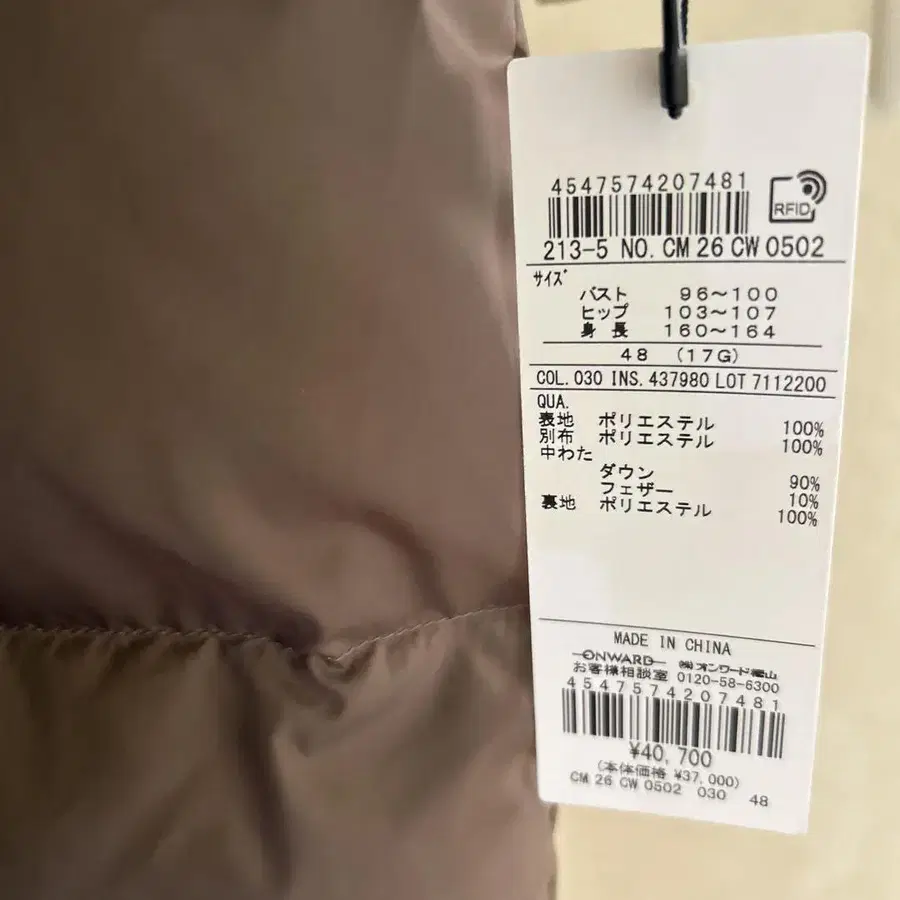 4547574207481
RFID
213-5 NO. CM 26 CW 0502
サイズ
バスト 96〜100
ヒップ 103〜107
身長 160〜164
48 (17G)
COL. 030 INS. 437980 LOT 7112200
QUA.
表地 ポリエステル 100%
別布 ポリエステル 100%
中わた
ダウン 90%
フェザー 10%
裏地 ポリエステル 100%
MADE IN CHINA
ONWARD ㈱オンワード樫山
お客様相談室 0120-58-6300
4547574207481
¥40,700
(本体価格 ¥37,000)
CM 26 CW 0502 030 48